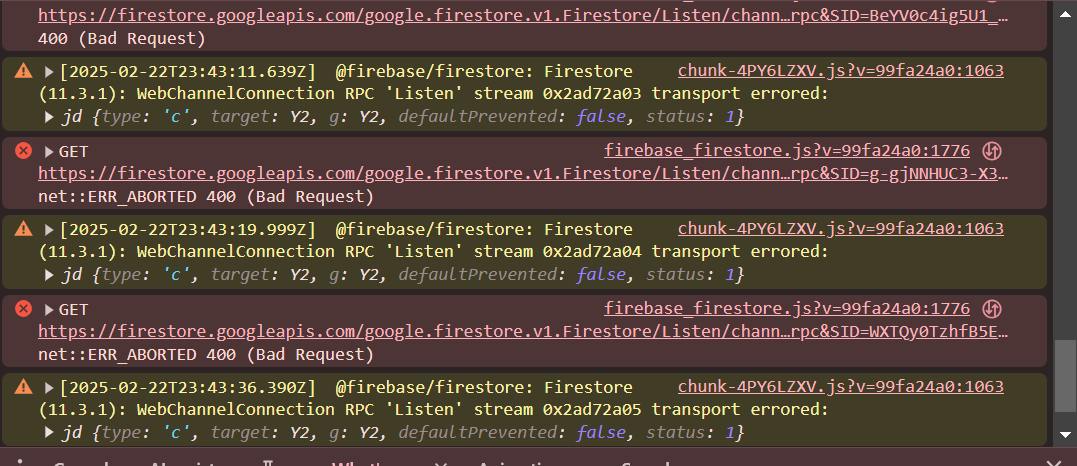 https://firestore.googleapis.com/google.firestore.v1.Firestore/Listen/chann…rpc&SID=BeYV0c4ig5U1_…
400 (Bad Request)
[2025-02-22T23:43:11.639Z] @firebase/firestore: Firestore chunk-4PY6LZXV.js?v=99fa24a0:1063
(11.3.1): WebChannelConnection RPC 'Listen' stream 0x2ad72a03 transport errored:
jd {type: 'c', target: Y2, g: Y2, defaultPrevented: false, status: 1}
GET firebase_firestore.js?v=99fa24a0:1776
https://firestore.googleapis.com/google.firestore.v1.Firestore/Listen/chann…rpc&SID=g-gjNNHUC3-X3…
net::ERR_ABORTED 400 (Bad Request)
[2025-02-22T23:43:19.999Z] @firebase/firestore: Firestore chunk-4PY6LZXV.js?v=99fa24a0:1063
(11.3.1): WebChannelConnection RPC 'Listen' stream 0x2ad72a04 transport errored:
jd {type: 'c', target: Y2, g: Y2, defaultPrevented: false, status: 1}
GET firebase_firestore.js?v=99fa24a0:1776
https://firestore.googleapis.com/google.firestore.v1.Firestore/Listen/chann…rpc&SID=WXTQy0TzhfB5E…
net::ERR_ABORTED 400 (Bad Request)
[2025-02-22T23:43:36.390Z] @firebase/firestore: Firestore chunk-4PY6LZXV.js?v=99fa24a0:1063
(11.3.1): WebChannelConnection RPC 'Listen' stream 0x2ad72a05 transport errored:
jd {type: 'c', target: Y2, g: Y2, defaultPrevented: false, status: 1}